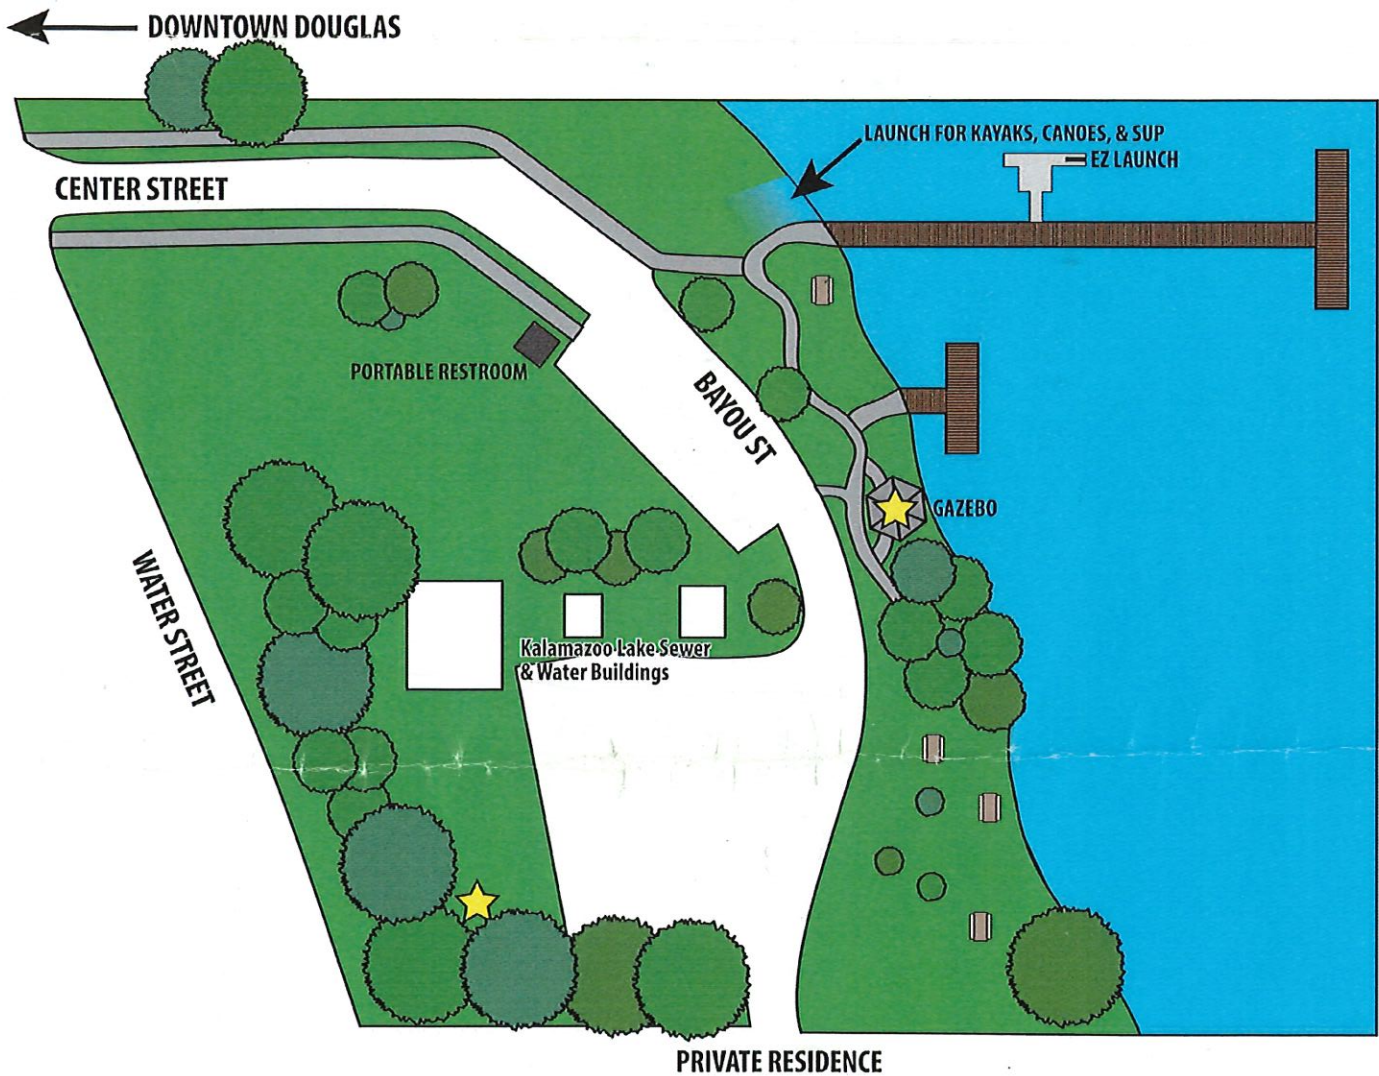 DOWNTOWN DOUGLAS
LAUNCH FOR KAYAKS, CANOES, & SUP
EZ LAUNCH
CENTER STREET
PORTABLE RESTROOM
BAYOU ST
GAZEBO
WATER STREET
Kalamazoo Lake Sewer
& Water Buildings
PRIVATE RESIDENCE